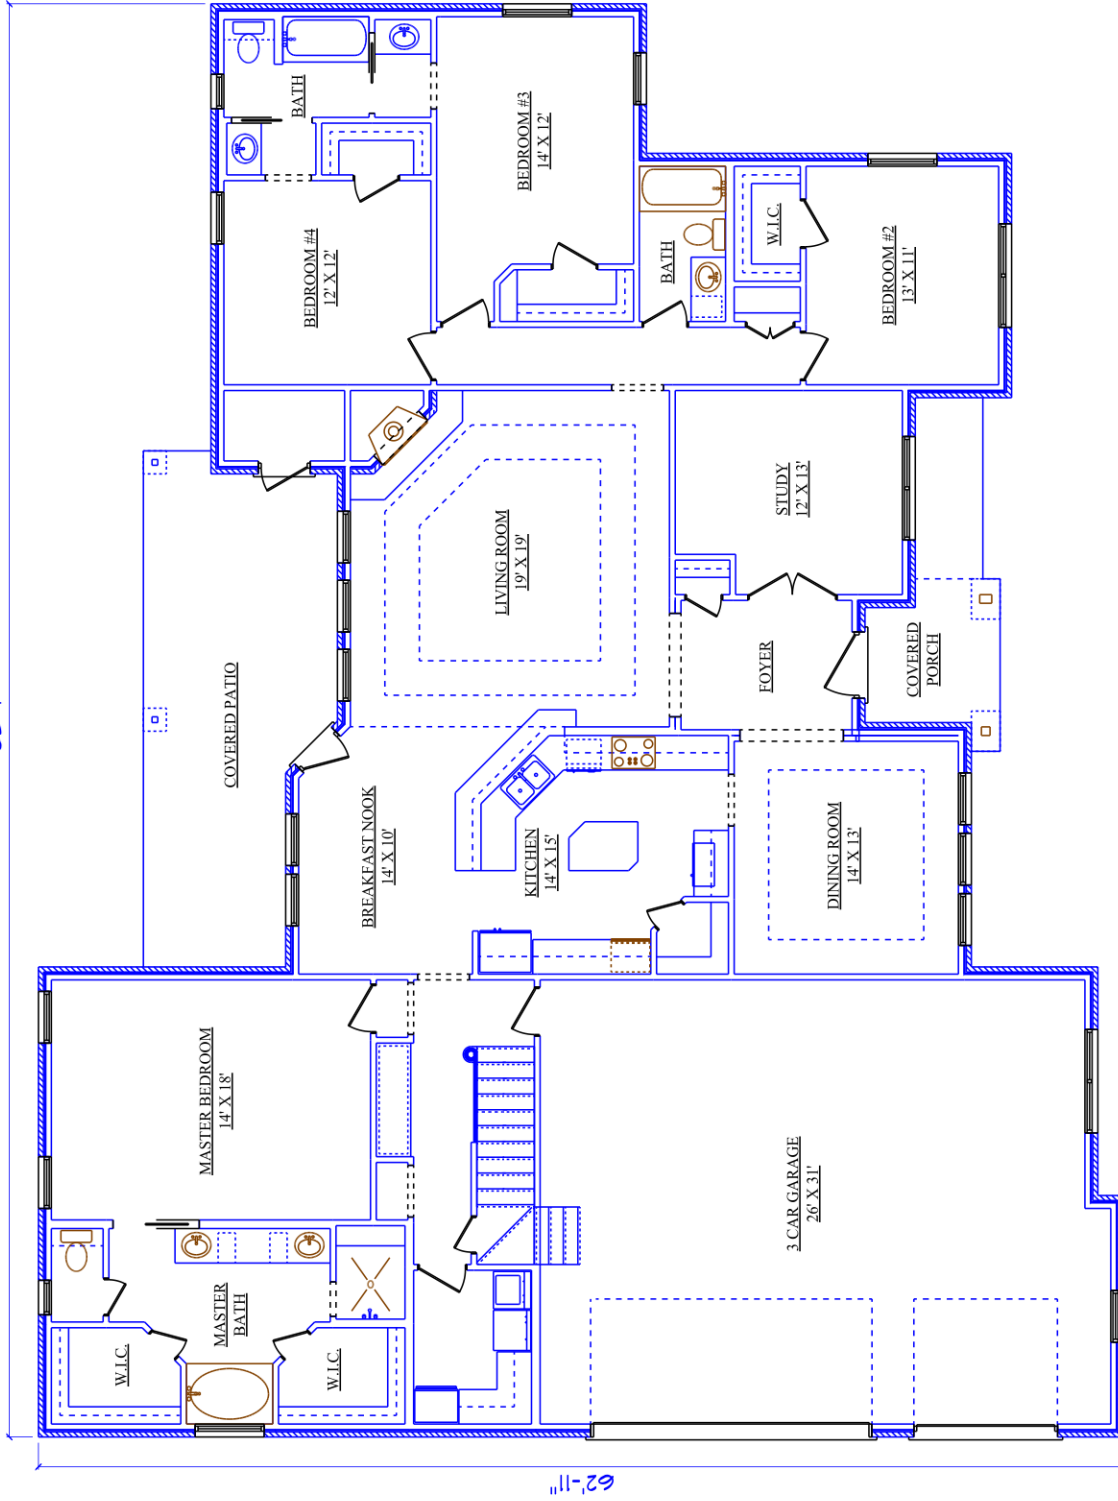 BATH
BEDROOM #3
14' X 12'
BEDROOM #4
12' X 12'
BATH
W.I.C.
BEDROOM #2
13' X 11'
LIVING ROOM
19' X 19'
STUDY
12' X 13'
COVERED PATIO
FOYER
COVERED
PORCH
BREAKFAST NOOK
14' X 10'
KITCHEN
14' X 15'
DINING ROOM
14' X 13'
MASTER BEDROOM
14' X 18'
3 CAR GARAGE
26' X 31'
MASTER
BATH
W.I.C.
W.I.C.
62'-11"